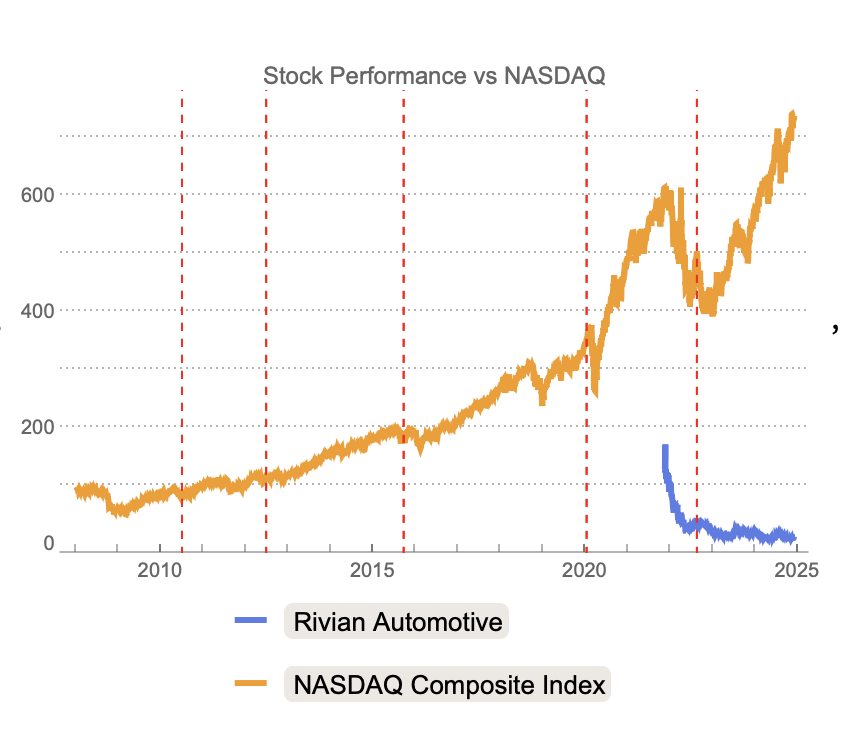 Stock Performance vs NASDAQ
600
400
,
200
0
2010 2015 2020 2025
Rivian Automotive
NASDAQ Composite Index